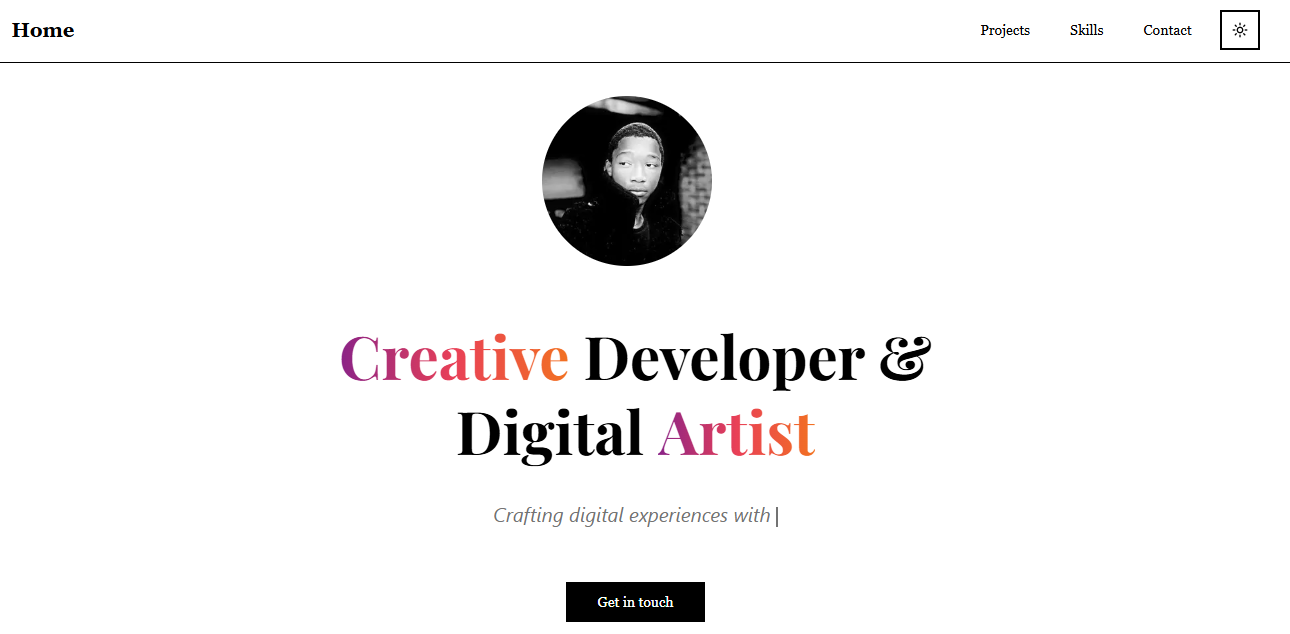 Home
Projects Skills Contact
Creative Developer &
Digital Artist
Crafting digital experiences with |
Get in touch